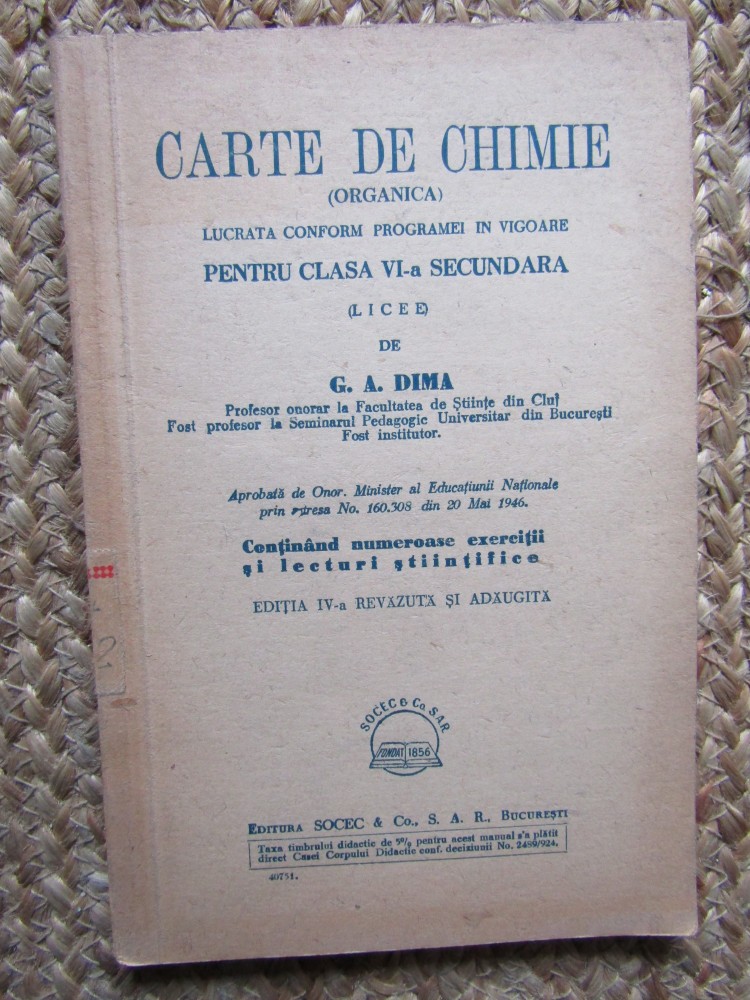 CARTE DE CHIMIE
(ORGANICA)
LUCRATA CONFORM PROGRAMEI IN VIGOARE
PENTRU CLASA VI-a SECUNDARA
(LICEE)
DE
G. A. DIMA
Profesor onorar la Facultatea de Științe din Cluj
Fost profesor la Seminarul Pedagogic Universitar din București
Fost institutor.
Aprobată de Onor. Minister al Educațiunii Naționale
prin No. 160.308 din 20 Mai 1946.
Conținând numeroase exerciții
și lecturi științifice
EDIȚIA IV-a REVĂZUTĂ ȘI ADĂUGITĂ
SOCEC & Co. S.A.R.
FONDAT 1856
EDITURA SOCEC & Co., S. A. R., BUCUREȘTI
Taxa timbrului didactic de 5% pentru acest manual s'a plătit
direct Casei Corpului Didactic conf. deciziunii No. 2489/924.
40751.
2